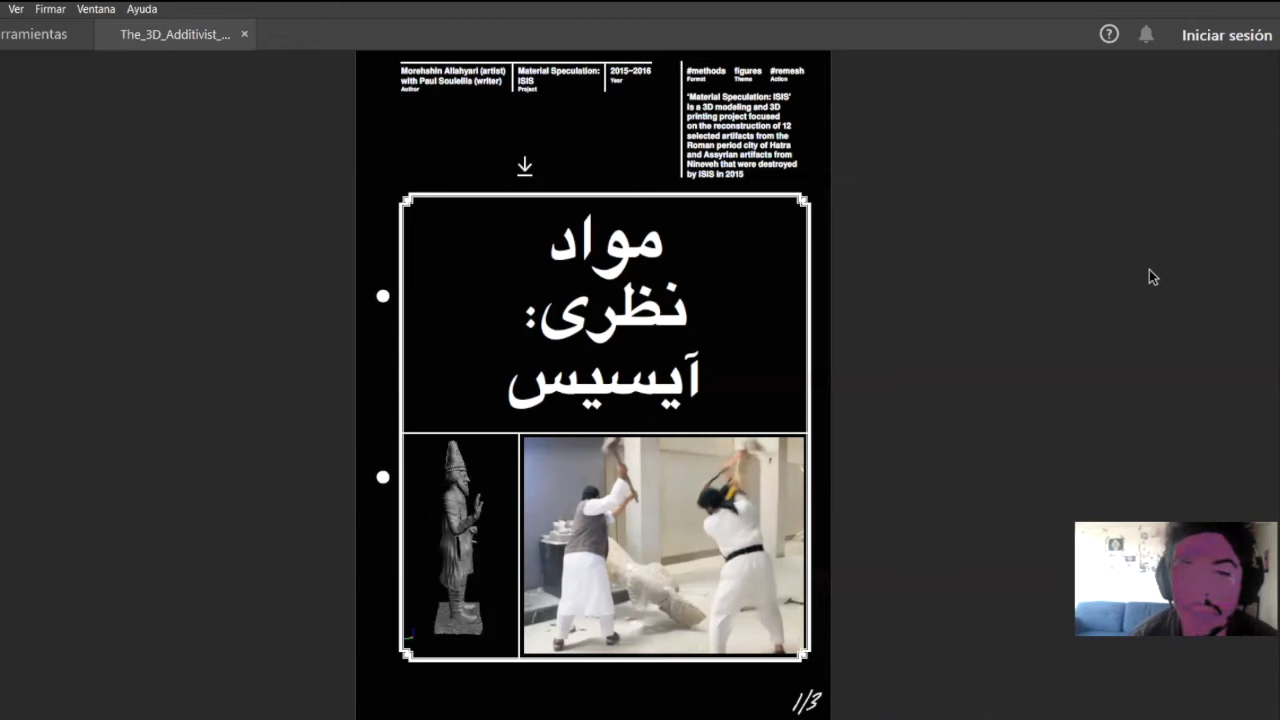 Ver Firmar Ventana Ayuda
rramientas The_3D_Additivist_... × ? Iniciar sesión
Morehshin Allahyari (artist)
with Paul Soulellis (writer)
Author
Material Speculation:
ISIS
Project
2015–2016
Year
#methods
Format
figures
Theme
#remesh
Action
'Material Speculation: ISIS'
is a 3D modeling and 3D
printing project focused
on the reconstruction of 12
selected artifacts from the
Roman period city of Hatra
and Assyrian artifacts from
Nineveh that were destroyed
by ISIS in 2015
مواد
نظری:
آیسیس
1/3